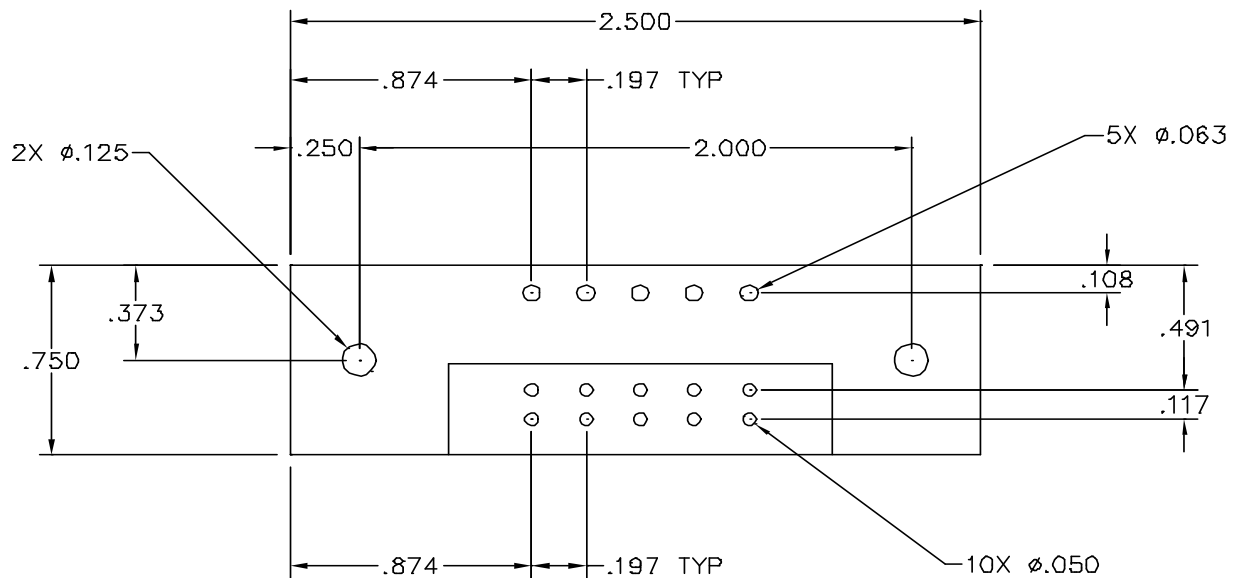 2.500
.874
.197 TYP
2X ø.125
.250
2.000
5X ø.063
.108
.373
.491
.750
.117
.874
.197 TYP
10X ø.050